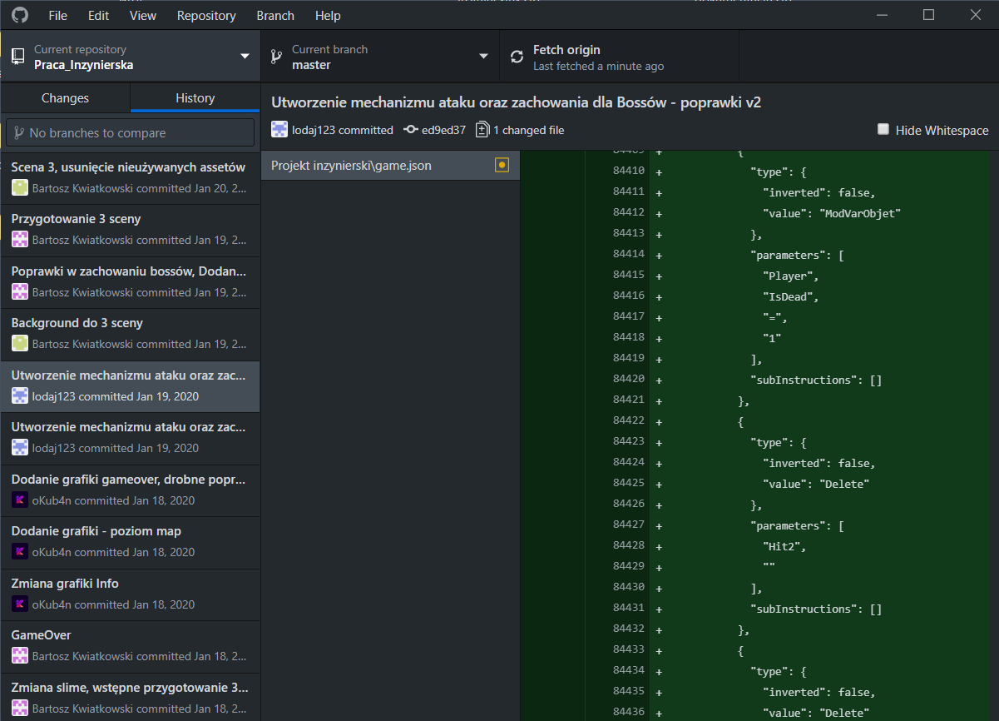 File Edit View Repository Branch Help
Current repository
Praca_Inzynierska
Current branch
master
Fetch origin
Last fetched a minute ago
Changes
History
No branches to compare
Scena 3, usunięcie nieużywanych assetów
Bartosz Kwiatkowski committed Jan 20, 2...
Przygotowanie 3 sceny
Bartosz Kwiatkowski committed Jan 19, 2...
Poprawki w zachowaniu bossów, Dodan...
Bartosz Kwiatkowski committed Jan 19, 2...
Background do 3 sceny
Bartosz Kwiatkowski committed Jan 19, 2...
Utworzenie mechanizmu ataku oraz zac...
lodaj123 committed Jan 19, 2020
Utworzenie mechanizmu ataku oraz zac...
lodaj123 committed Jan 19, 2020
Dodanie grafiki gameover, drobne popr...
oKub4n committed Jan 18, 2020
Dodanie grafiki - poziom map
oKub4n committed Jan 18, 2020
Zmiana grafiki Info
oKub4n committed Jan 18, 2020
GameOver
Bartosz Kwiatkowski committed Jan 18, 2...
Zmiana slime, wstępne przygotowanie 3...
Bartosz Kwiatkowski committed Jan 18, 2...
Utworzenie mechanizmu ataku oraz zachowania dla Bossów - poprawki v2
lodaj123 committed ed9ed37 1 changed file
Hide Whitespace
Projekt inzynierski\game.json
84409 + {
84410 + "type": {
84411 + "inverted": false,
84412 + "value": "ModVarObjet"
84413 + },
84414 + "parameters": [
84415 + "Player",
84416 + "IsDead",
84417 + "=",
84418 + "1"
84419 + ],
84420 + "subInstructions": []
84421 + },
84422 + {
84423 + "type": {
84424 + "inverted": false,
84425 + "value": "Delete"
84426 + },
84427 + "parameters": [
84428 + "Hit2",
84429 + ""
84430 + ],
84431 + "subInstructions": []
84432 + },
84433 + {
84434 + "type": {
84435 + "inverted": false,
84436 + "value": "Delete"